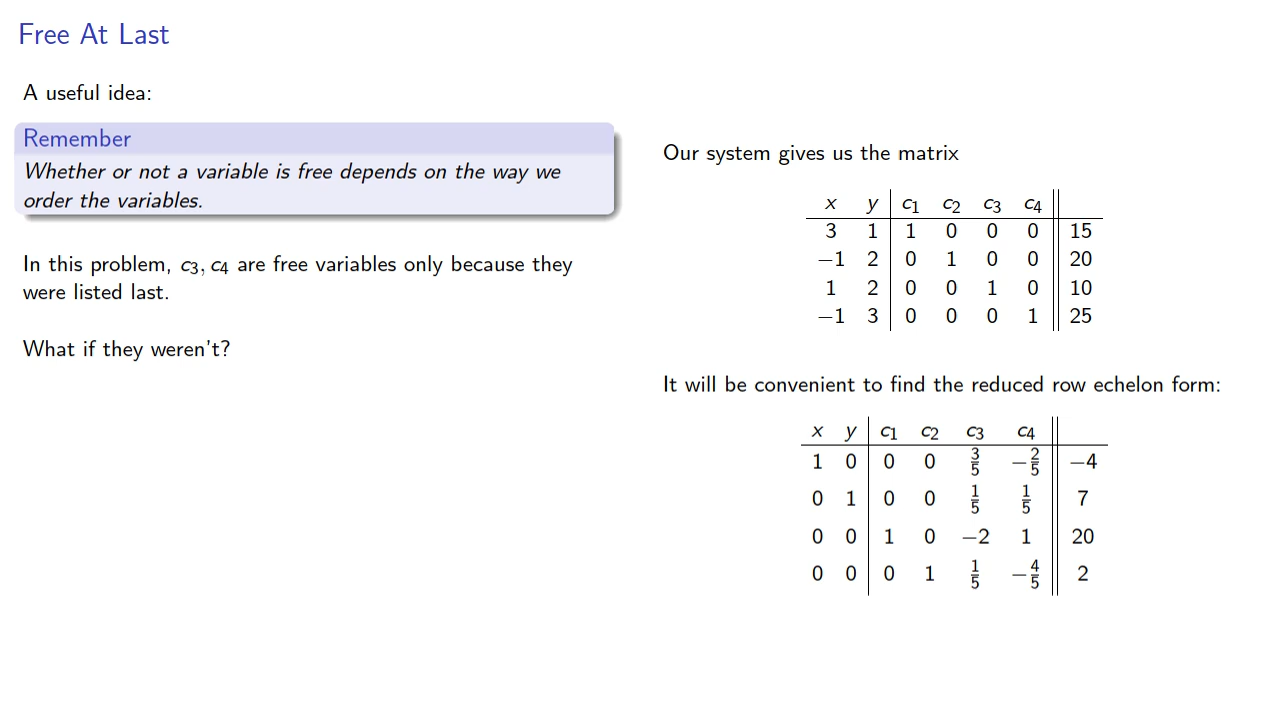 Free At Last
A useful idea:
Remember
Whether or not a variable is free depends on the way we
order the variables.
In this problem, c3, c4 are free variables only because they
were listed last.
What if they weren't?
Our system gives us the matrix
x y c1 c2 c3 c4
3 1 1 0 0 0 15
−1 2 0 1 0 0 20
1 2 0 0 1 0 10
−1 3 0 0 0 1 25
It will be convenient to find the reduced row echelon form:
x y c1 c2 c3 c4
1 0 0 0 3/5 −2/5 −4
0 1 0 0 1/5 1/5 7
0 0 1 0 −2 1 20
0 0 0 1 1/5 −4/5 2